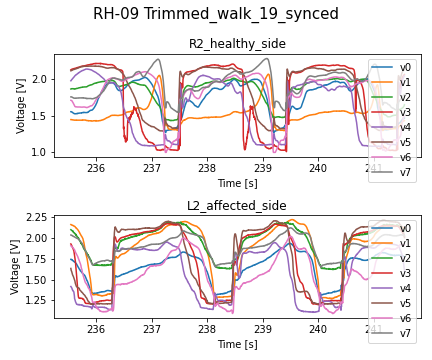 RH-09 Trimmed_walk_19_synced
R2_healthy_side
Voltage [V]
2.0
1.5
1.0
236 237 238 239 240 241
Time [s]
v0
v1
v2
v3
v4
v5
v6
v7
L2_affected_side
Voltage [V]
2.25
2.00
1.75
1.50
1.25
236 237 238 239 240 241
Time [s]
v0
v1
v2
v3
v4
v5
v6
v7